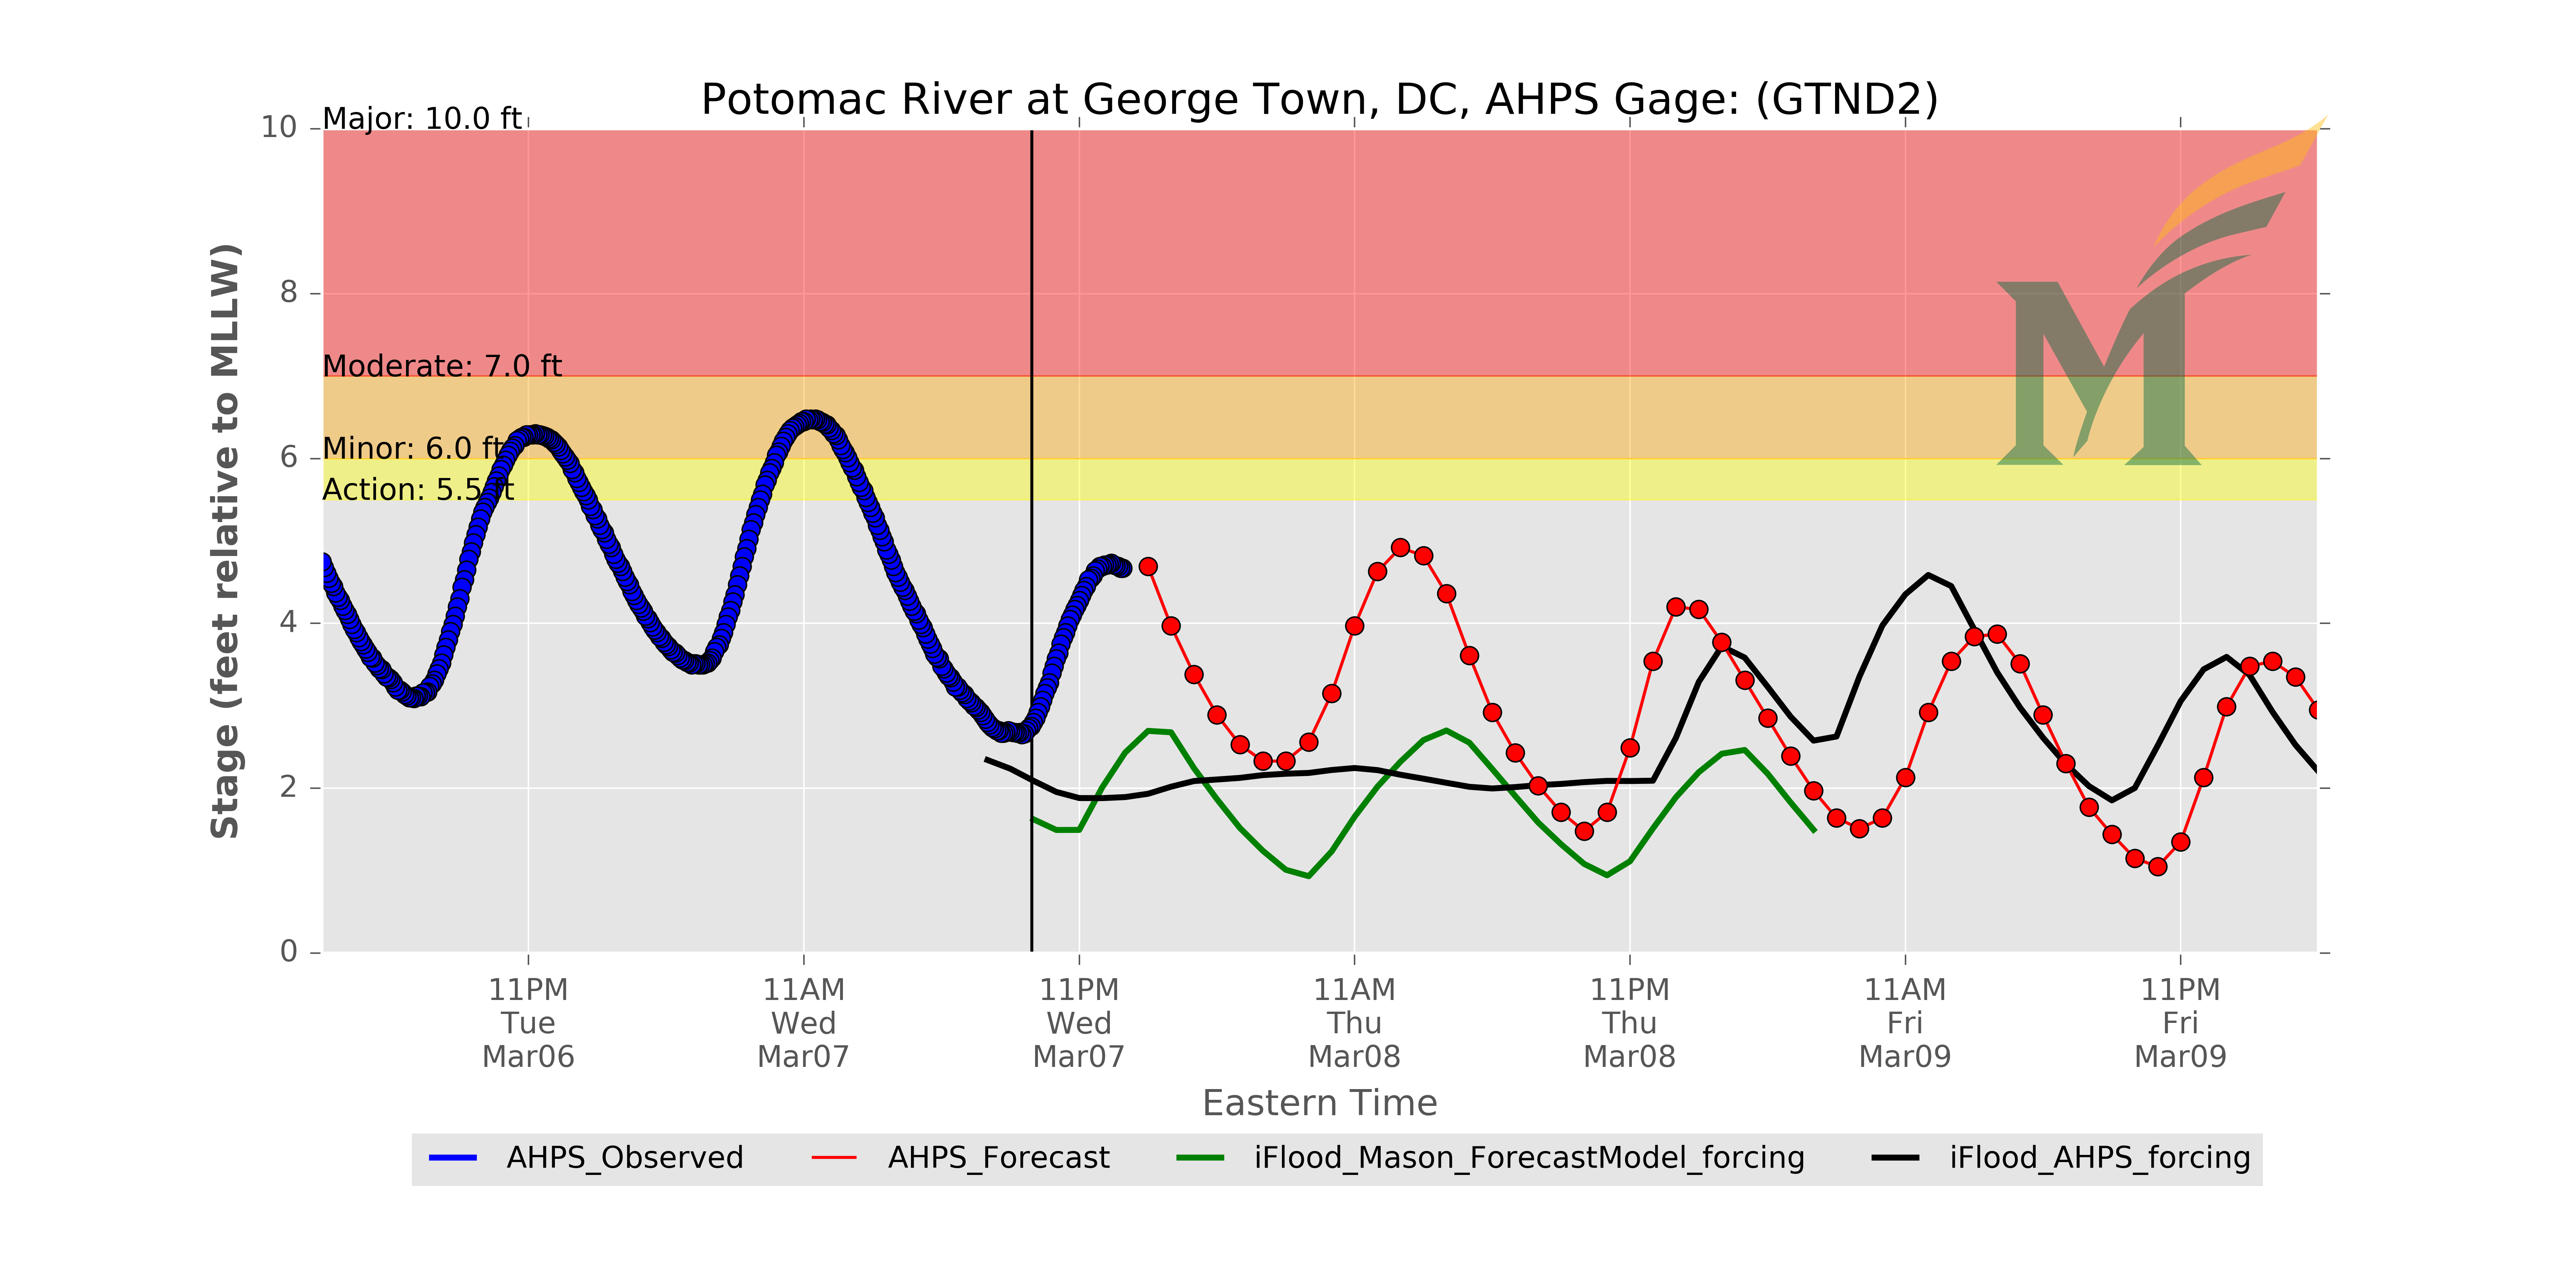 Potomac River at George Town, DC, AHPS Gage: (GTND2)
Major: 10.0 ft
Moderate: 7.0 ft
Minor: 6.0 ft
Action: 5.5 ft
Stage (feet relative to MLLW)
10
8
6
4
2
0
11PM 11AM 11PM 11AM 11PM 11AM 11PM
Tue Wed Wed Thu Thu Fri Fri
Mar06 Mar07 Mar07 Mar08 Mar08 Mar09 Mar09
Eastern Time
AHPS_Observed AHPS_Forecast iFlood_Mason_ForecastModel_forcing iFlood_AHPS_forcing
M